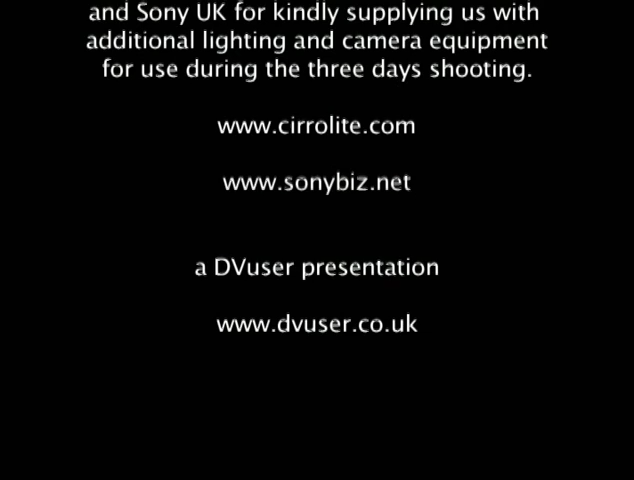 and Sony UK for kindly supplying us with
additional lighting and camera equipment
for use during the three days shooting.
www.cirrolite.com
www.sonybiz.net
a DVuser presentation
www.dvuser.co.uk